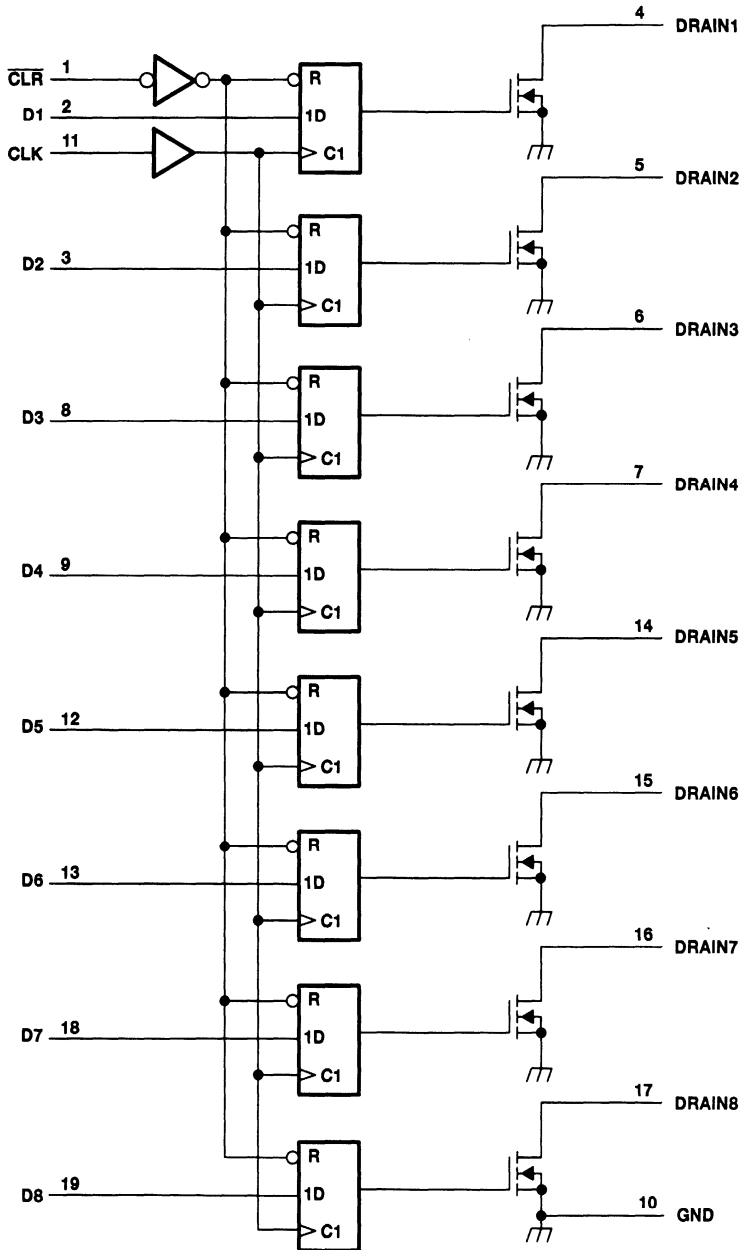 4 DRAIN1
C̅L̅R̅ 1 R
D1 2 1D
CLK 11 C1
5 DRAIN2
R
D2 3 1D
C1
6 DRAIN3
R
D3 8 1D
C1
7 DRAIN4
R
D4 9 1D
C1
14 DRAIN5
R
D5 12 1D
C1
15 DRAIN6
R
D6 13 1D
C1
16 DRAIN7
R
D7 18 1D
C1
17 DRAIN8
R
D8 19 1D
10 GND
C1